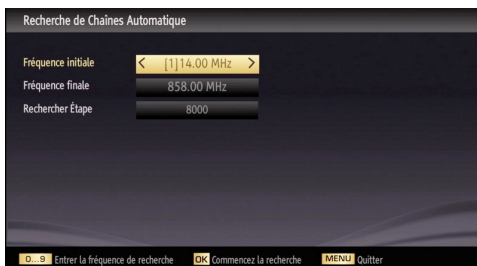 Recherche de Chaînes Automatique
Fréquence initiale < [1]14.00 MHz >
Fréquence finale 858.00 MHz
Rechercher Étape 8000
0...9 Entrer la fréquence de recherche OK Commencez la recherche MENU Quitter